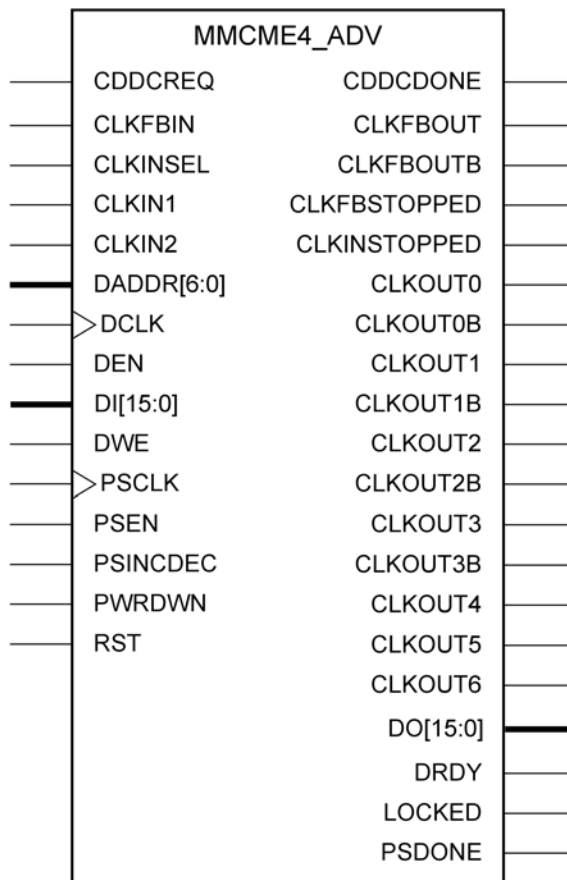 MMCME4_ADV
CDDCREQ CDDCDONE
CLKFBIN CLKFBOUT
CLKINSEL CLKFBOUTB
CLKIN1 CLKFBSTOPPED
CLKIN2 CLKINSTOPPED
DADDR[6:0] CLKOUT0
DCLK CLKOUT0B
DEN CLKOUT1
DI[15:0] CLKOUT1B
DWE CLKOUT2
PSCLK CLKOUT2B
PSEN CLKOUT3
PSINCDEC CLKOUT3B
PWRDWN CLKOUT4
RST CLKOUT5
CLKOUT6
DO[15:0]
DRDY
LOCKED
PSDONE